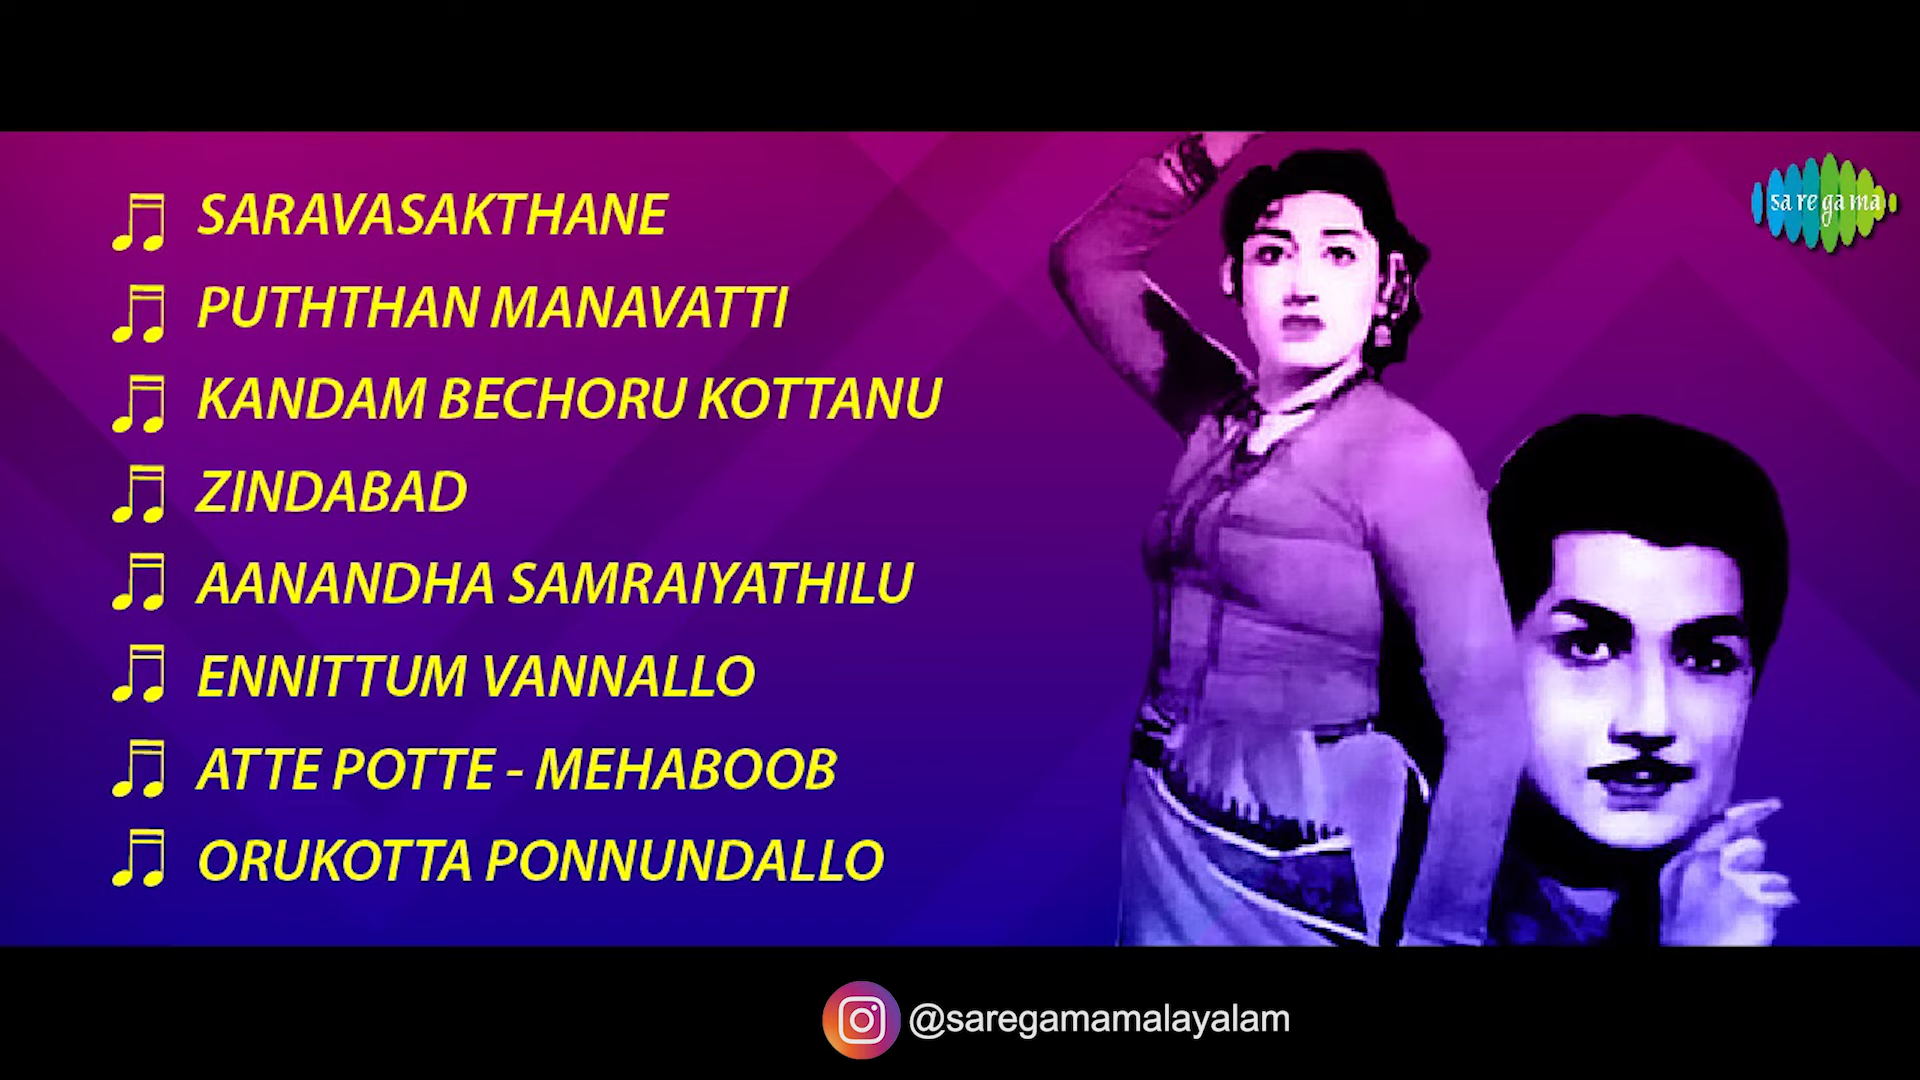 SARAVASAKTHANE
PUTHTHAN MANAVATTI
KANDAM BECHORU KOTTANU
ZINDABAD
AANANDHA SAMRAIYATHILU
ENNITTUM VANNALLO
ATTE POTTE - MEHABOOB
ORUKOTTA PONNUNDALLO
sa re ga ma
@saregamamalayalam